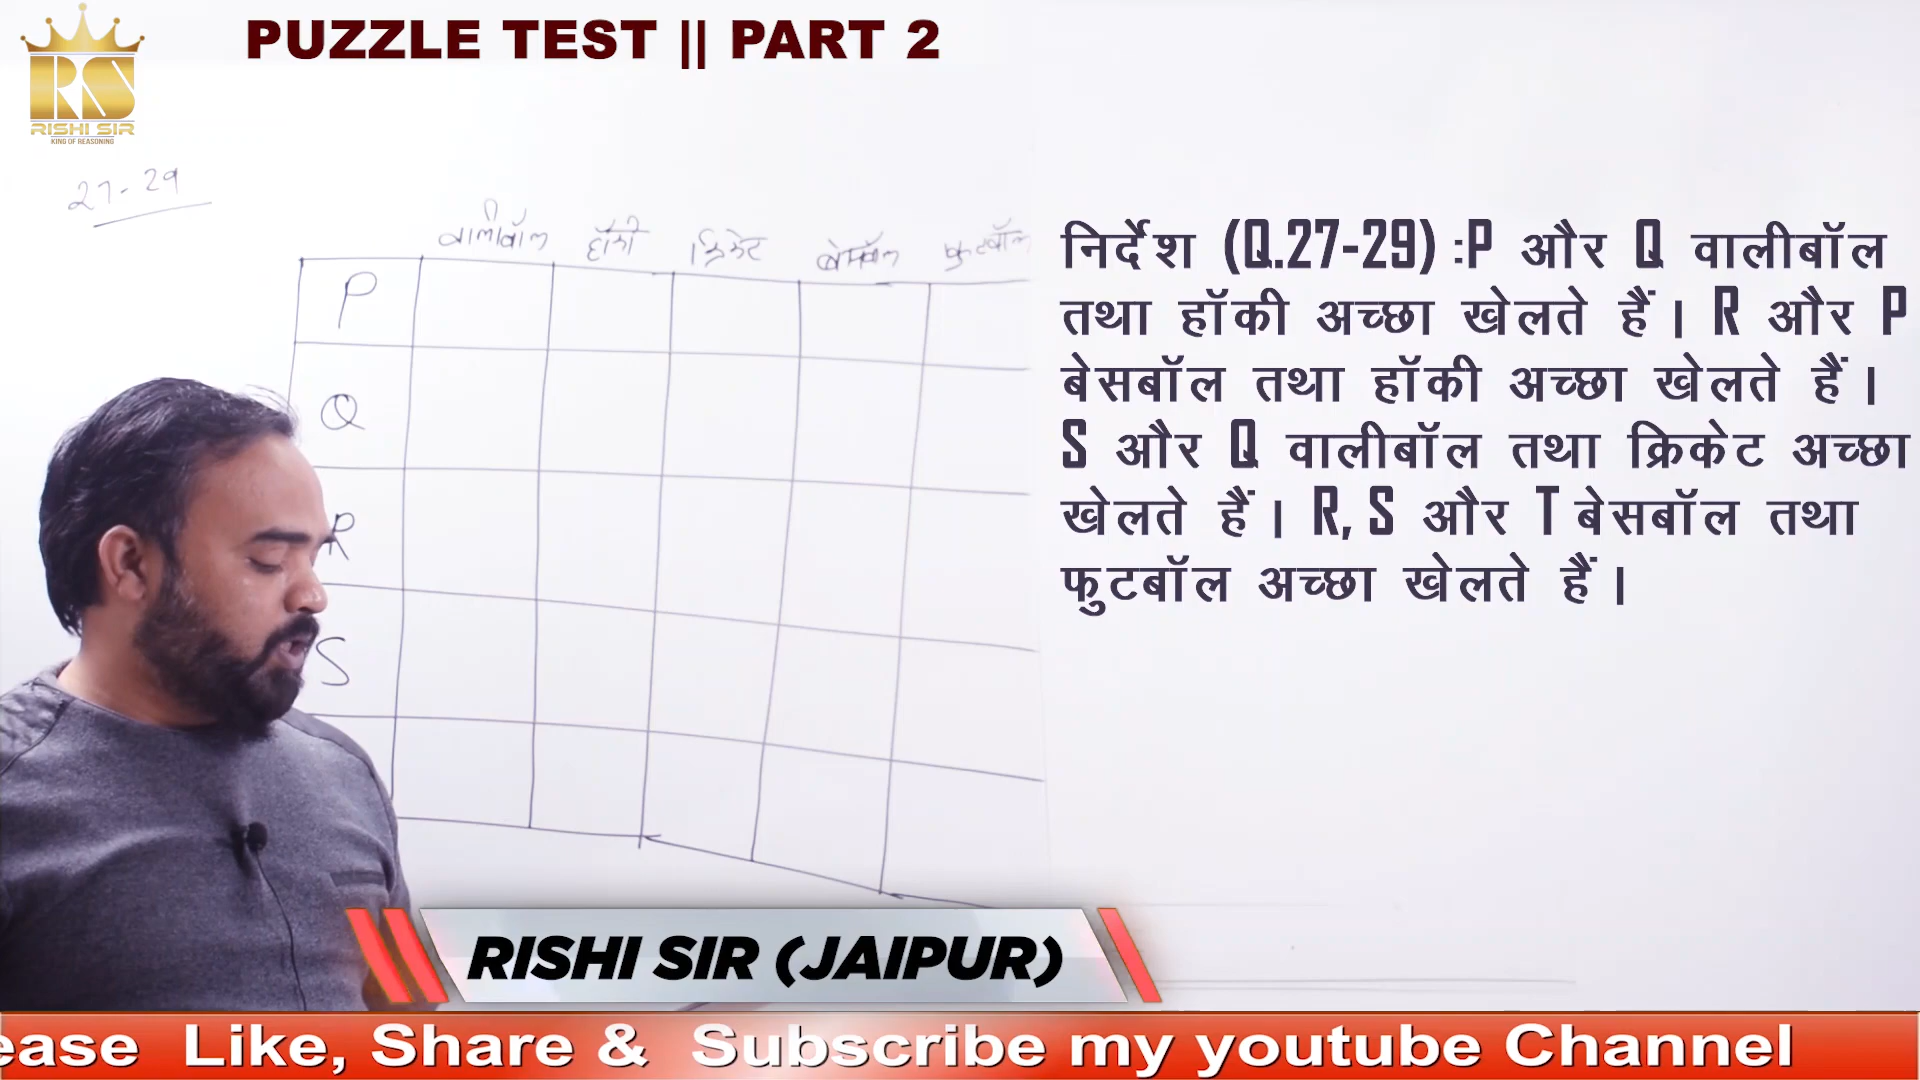 PUZZLE TEST || PART 2
RS
RISHI SIR
KING OF REASONING
27-29
वालीबॉल हॉकी क्रिकेट बेसबॉल फुटबॉल
P
Q
R
S
निर्देश (Q.27-29) :P और Q वालीबॉल
तथा हॉकी अच्छा खेलते हैं। R और P
बेसबॉल तथा हॉकी अच्छा खेलते हैं।
S और Q वालीबॉल तथा क्रिकेट अच्छा
खेलते हैं। R, S और T बेसबॉल तथा
फुटबॉल अच्छा खेलते हैं।
RISHI SIR (JAIPUR)
ease Like, Share & Subscribe my youtube Channel